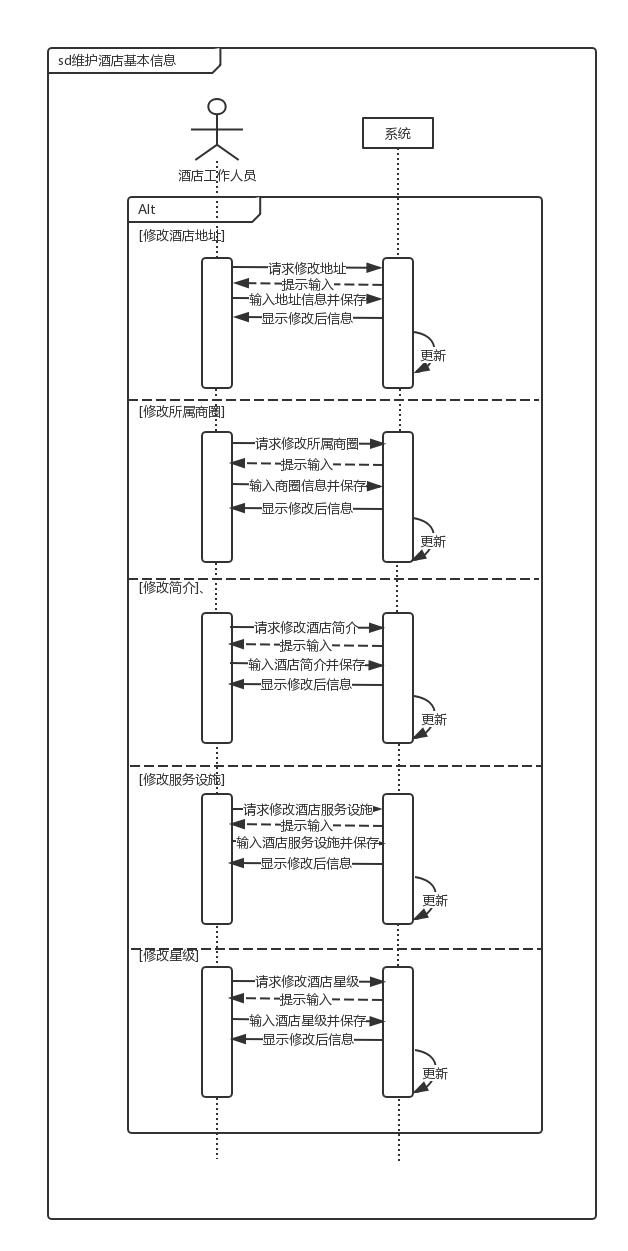 sd维护酒店基本信息
系统
酒店工作人员
Alt
[修改酒店地址]
请求修改地址
提示输入
输入地址信息并保存
显示修改后信息
更新
[修改所属商圈]
请求修改所属商圈
提示输入
输入商圈信息并保存
显示修改后信息
更新
[修改简介]、
请求修改酒店简介
提示输入
输入酒店简介并保存
显示修改后信息
更新
[修改服务设施]
请求修改酒店服务设施
提示输入
输入酒店服务设施并保存
显示修改后信息
更新
[修改星级]
请求修改酒店星级
提示输入
输入酒店星级并保存
显示修改后信息
更新